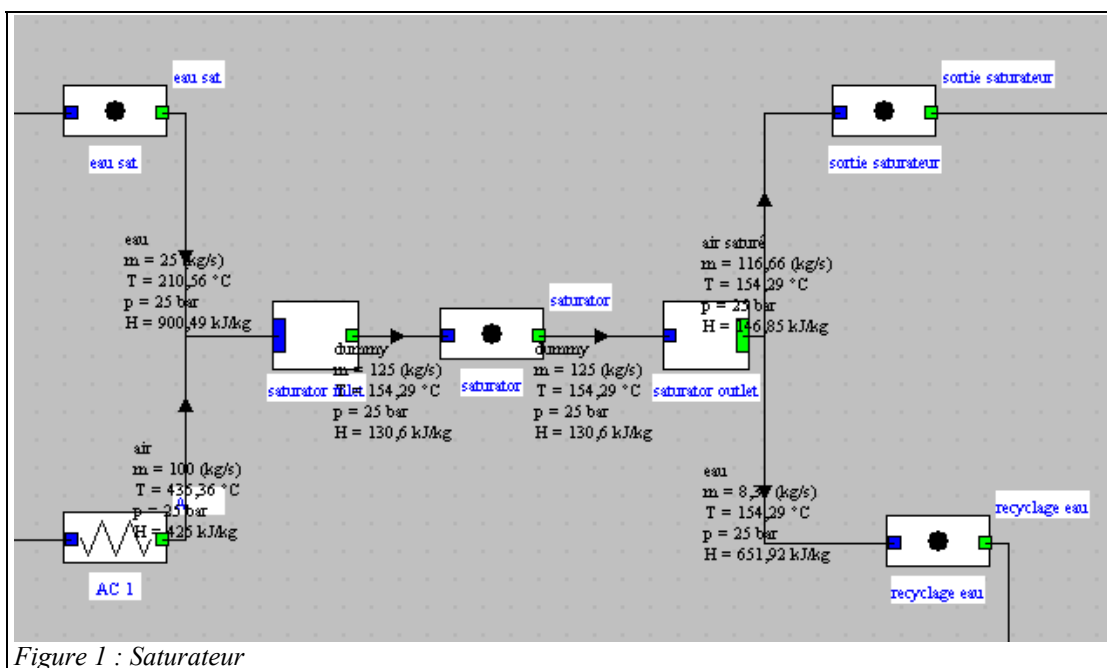 eau sat
sortie saturateur
eau sat
sortie saturateur
eau
m = 25 (kg/s)
T = 210,56 °C
p = 25 bar
H = 900,49 kJ/kg
air saturé
m = 116,66 (kg/s)
T = 154,29 °C
p = 25 bar
H = 146,85 kJ/kg
saturator
dummy
m = 125 (kg/s)
T = 154,29 °C
p = 25 bar
H = 130,6 kJ/kg
saturator inlet
saturator
dummy
m = 125 (kg/s)
T = 154,29 °C
p = 25 bar
H = 130,6 kJ/kg
saturator outlet
air
m = 100 (kg/s)
T = 435,36 °C
p = 25 bar
H = 425 kJ/kg
AC 1
eau
m = (kg/s)
T = 154,29 °C
p = 25 bar
H = 651,92 kJ/kg
recyclage eau
recyclage eau
Figure 1 : Saturateur